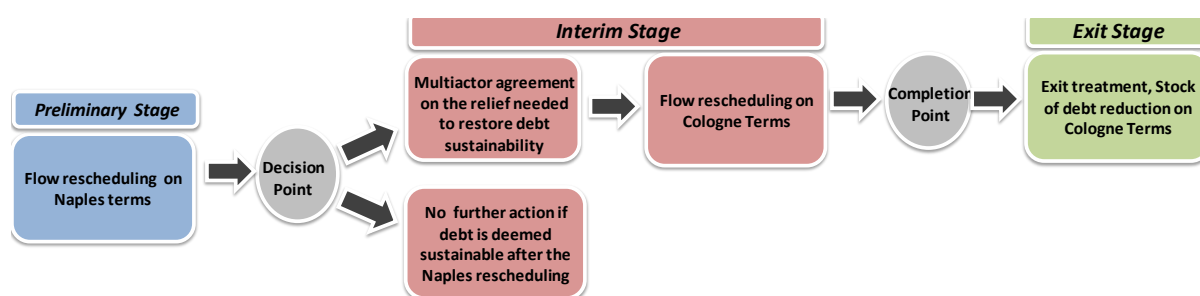 Preliminary Stage
Flow rescheduling on
Naples terms
Decision
Point
Interim Stage
Multiactor agreement
on the relief needed
to restore debt
sustainability
Flow rescheduling on
Cologne Terms
No further action if
debt is deemed
sustainable after the
Naples rescheduling
Completion
Point
Exit Stage
Exit treatment, Stock
of debt reduction on
Cologne Terms